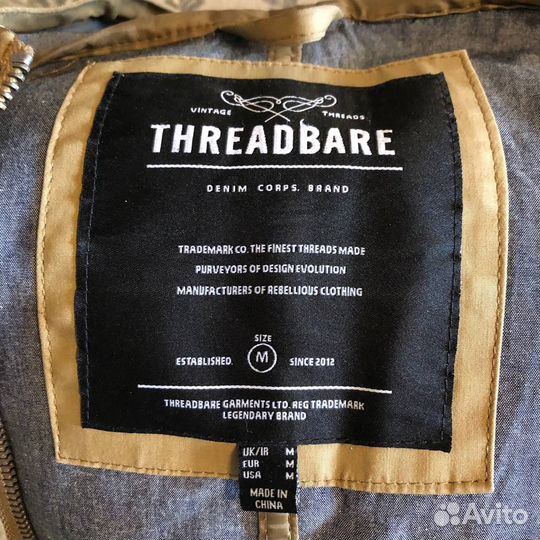 VINTAGE THREADS.
THREADBARE
DENIM CORPS. BRAND
TRADEMARK CO. THE FINEST THREADS MADE
PURVEYORS OF DESIGN EVOLUTION
MANUFACTURERS OF REBELLIOUS CLOTHING
SIZE
ESTABLISHED. M SINCE 2012
THREADBARE GARMENTS LTD. REG TRADEMARK
LEGENDARY BRAND
UK/IR M
EUR M
USA M
MADE IN
CHINA
Avito